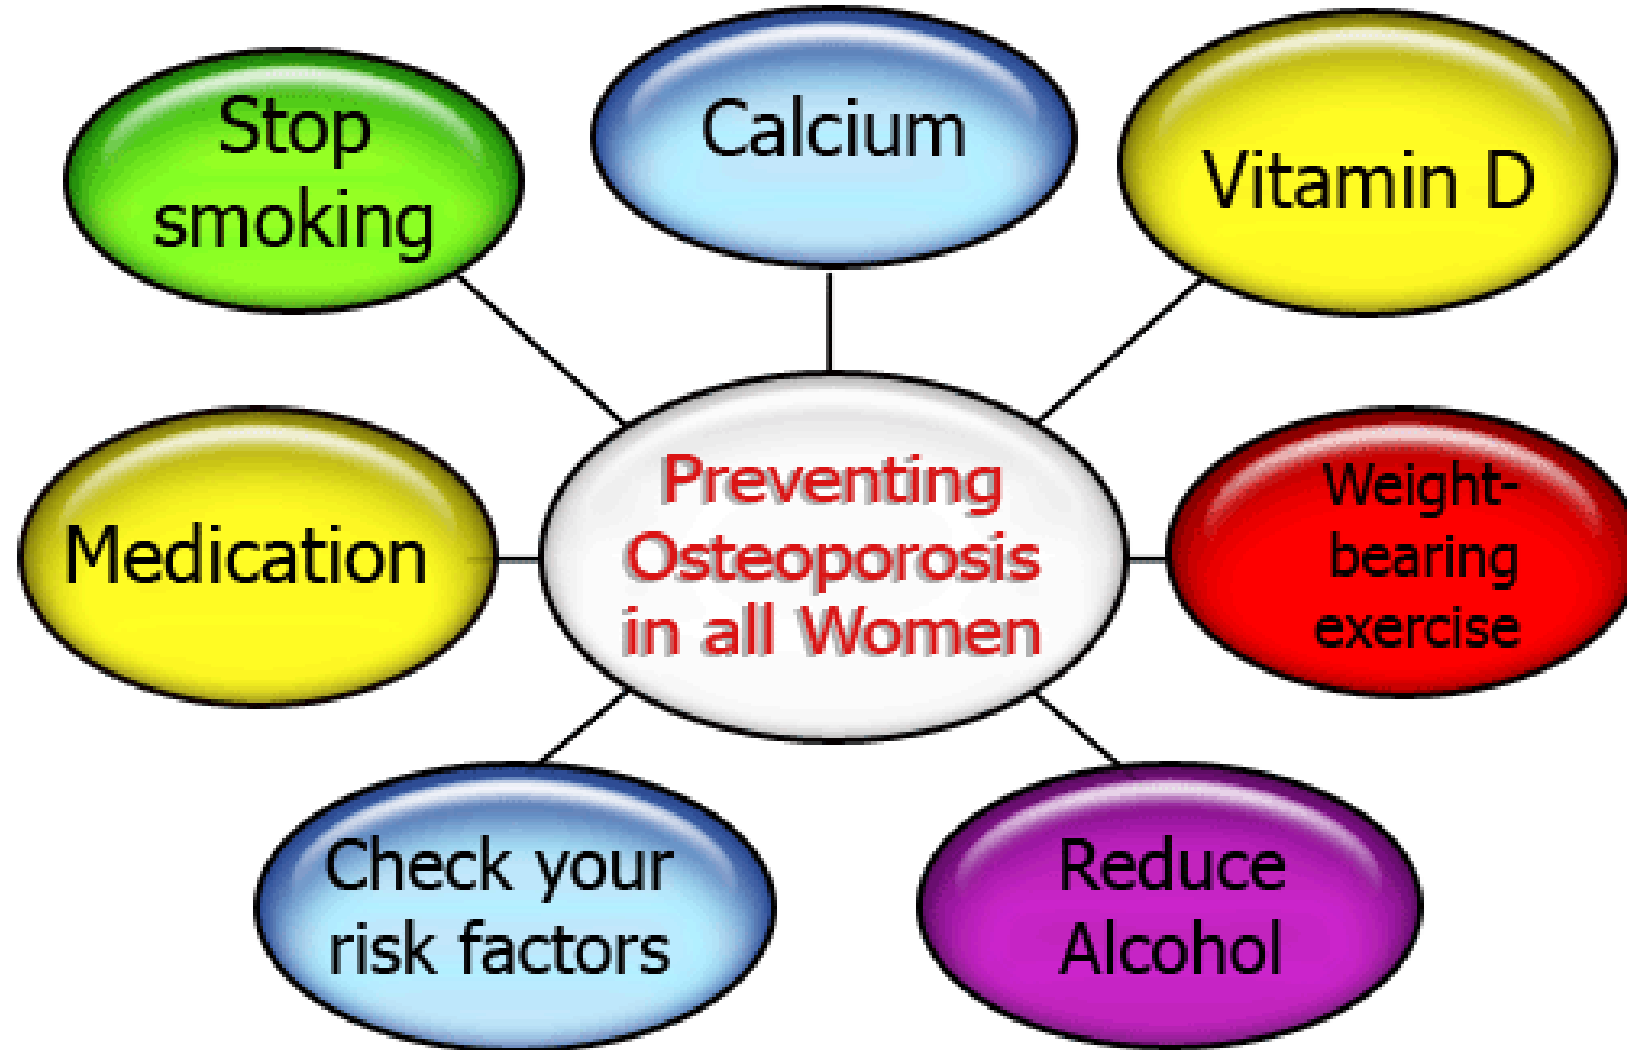 Stop
smoking
Calcium
Vitamin D
Medication
Preventing
Osteoporosis
in all Women
Weight-
bearing
exercise
Check your
risk factors
Reduce
Alcohol